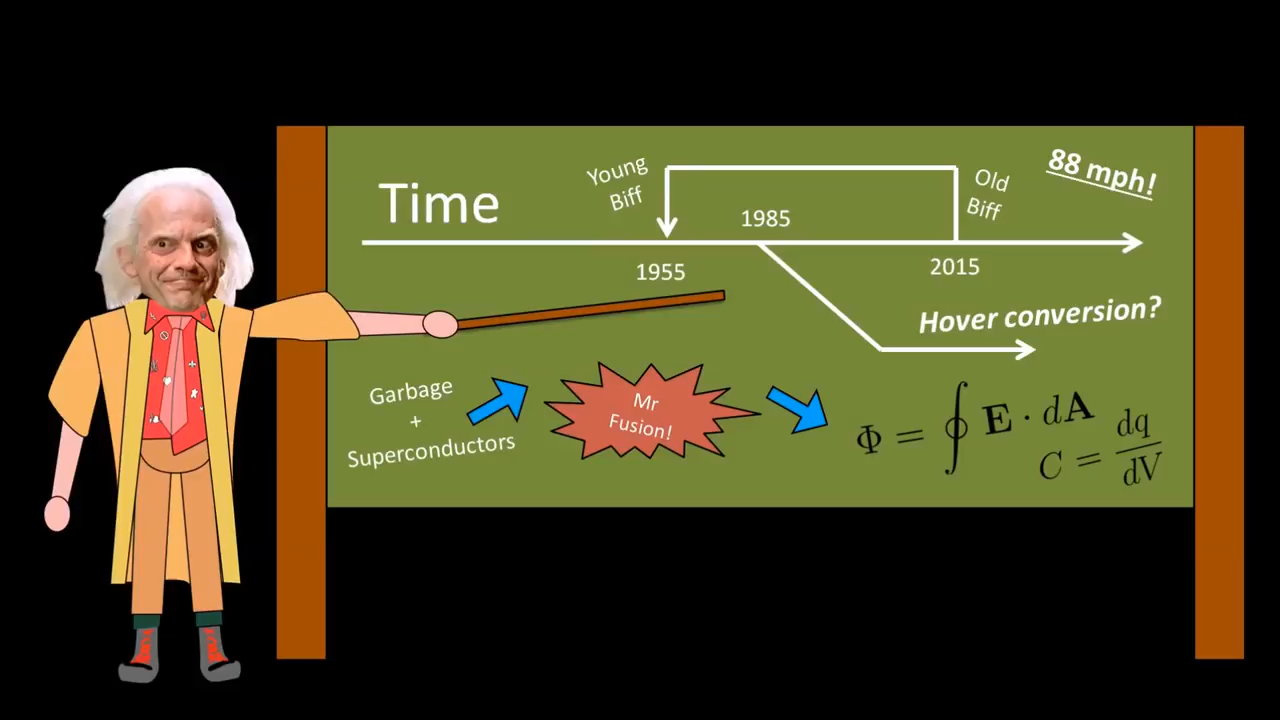 Time
Young
Biff
1985
Old
Biff
88 mph!
1955
2015
Hover conversion?
Garbage
+
Superconductors
Mr
Fusion!
Φ = ∮ E · dA
C = dq/dV